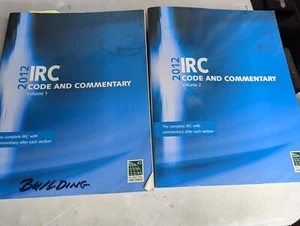 2012 IRC
CODE AND COMMENTARY
Volume 1
The complete IRC with
commentary after each section
BUILDING
2012 IRC
CODE AND COMMENTARY
Volume 2
The complete IRC with
commentary after each section